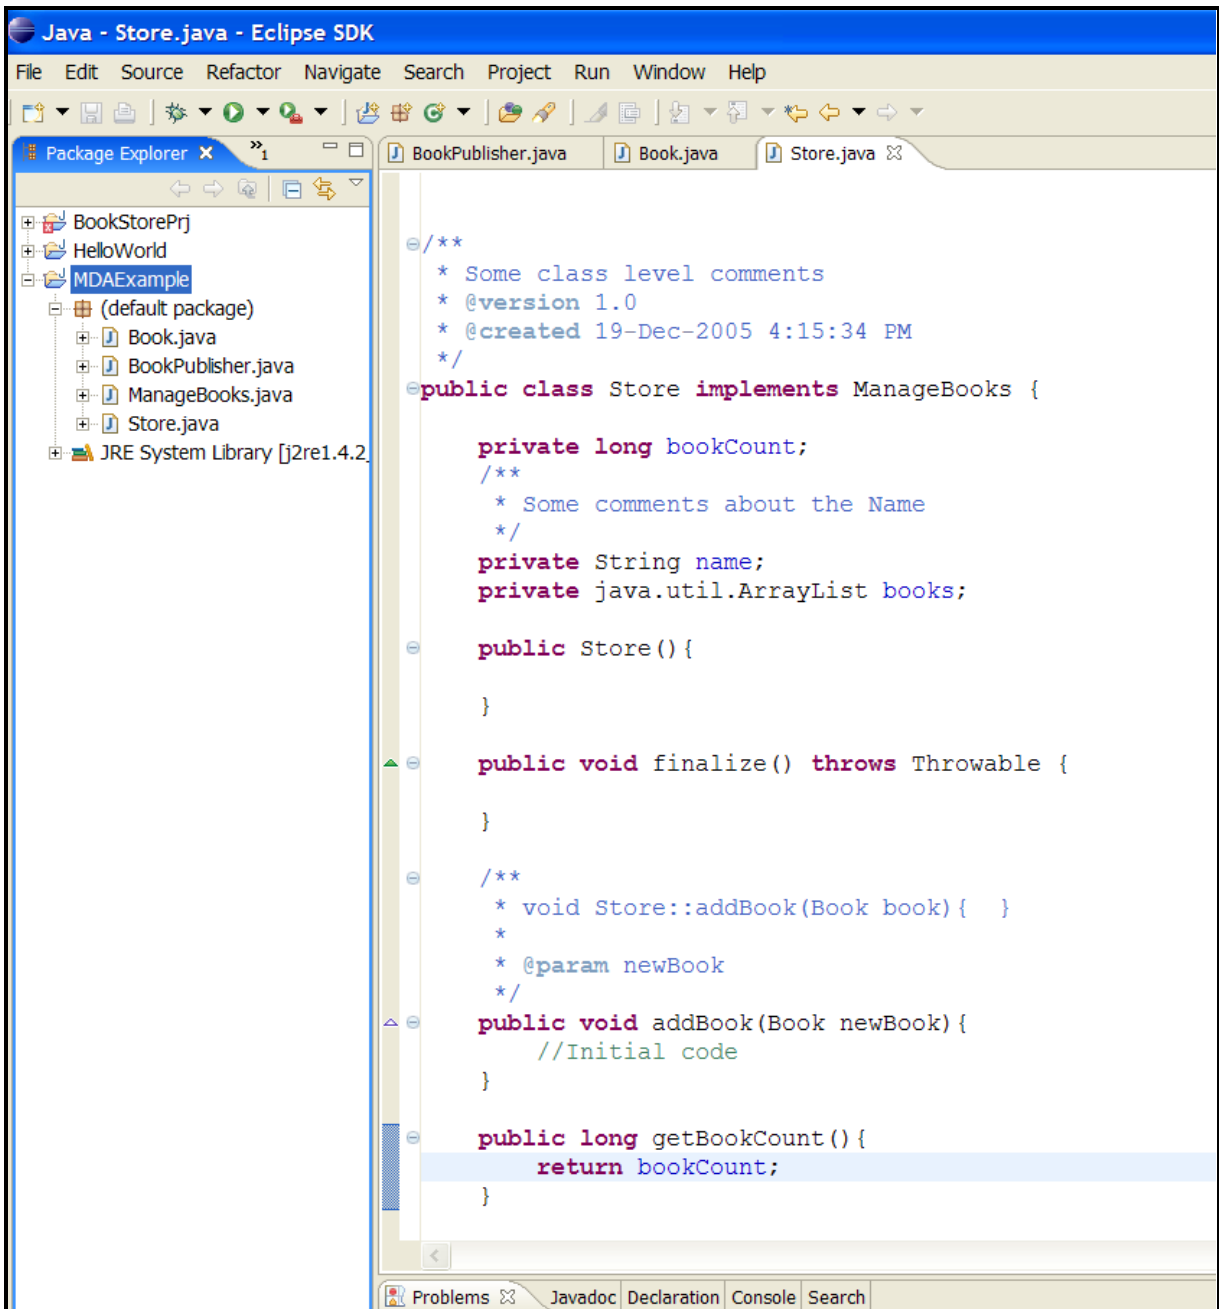 Java - Store.java - Eclipse SDK
File Edit Source Refactor Navigate Search Project Run Window Help
Package Explorer
»1
BookPublisher.java
Book.java
Store.java
BookStorePrj
HelloWorld
MDAExample
(default package)
Book.java
BookPublisher.java
ManageBooks.java
Store.java
JRE System Library [j2re1.4.2_
/**
* Some class level comments
* @version 1.0
* @created 19-Dec-2005 4:15:34 PM
*/
public class Store implements ManageBooks {
private long bookCount;
/**
* Some comments about the Name
*/
private String name;
private java.util.ArrayList books;
public Store(){
}
public void finalize() throws Throwable {
}
/**
* void Store::addBook(Book book){  }
*
* @param newBook
*/
public void addBook(Book newBook){
//Initial code
}
public long getBookCount(){
return bookCount;
}
Problems Javadoc Declaration Console Search